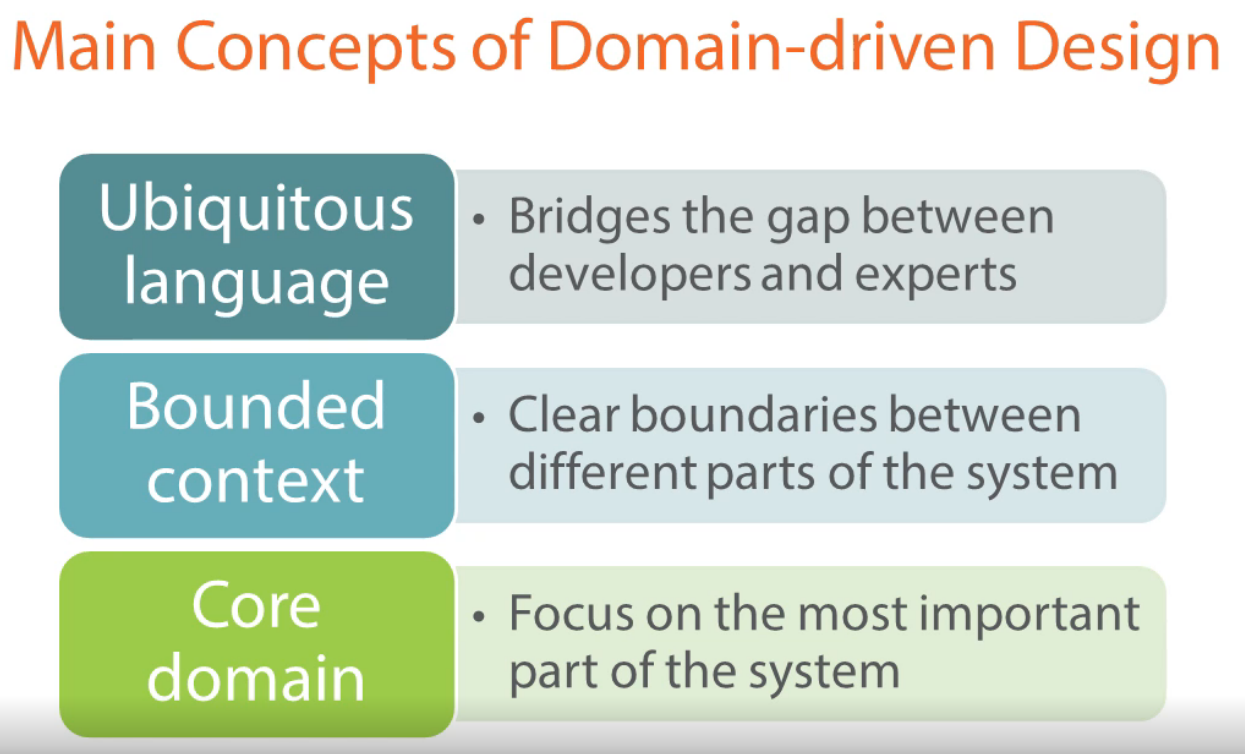 Main Concepts of Domain-driven Design
Ubiquitous
language
• Bridges the gap between
developers and experts
Bounded
context
• Clear boundaries between
different parts of the system
Core
domain
• Focus on the most important
part of the system